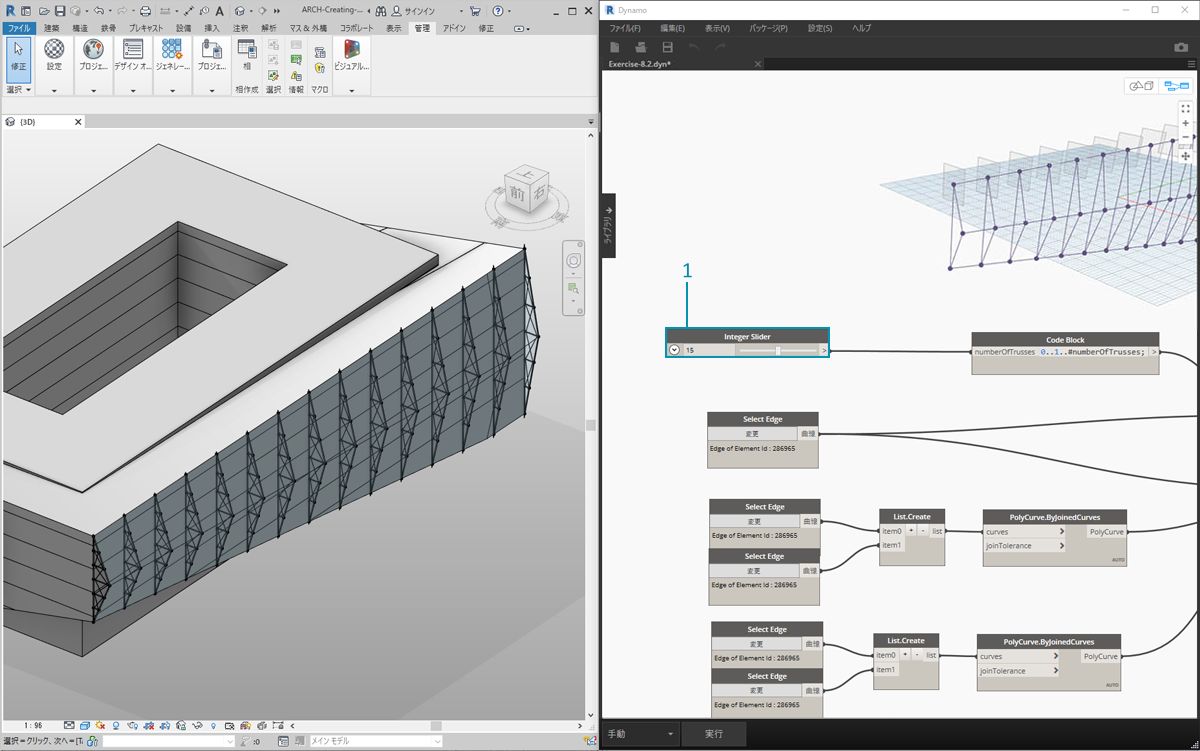 ARCH-Creating-...
サインイン
ファイル 建築 構造 鉄骨 プレキャスト 設備 挿入 注釈 解析 マス & 外構 コラボレート 表示 管理 アドイン 修正
修正 設定 プロジェ... デザイン オ... ジェネレー... プロジェ... 相 ビジュアル...
選択 相作成 選択 情報 マクロ
{3D}
上
前 右
1 : 96
選択 = クリック、次へ = [T
:0
メイン モデル
Dynamo
ファイル(F) 編集(E) 表示(V) パッケージ(P) 設定(S) ヘルプ
Exercise-8.2.dyn*
ライブラリ
1
Integer Slider
15 >
Code Block
numberOfTrusses 0..1..#numberOfTrusses; >
Select Edge
変更 曲線
Edge of Element Id : 286965
Select Edge
変更 曲線
Edge of Element Id : 286965
Select Edge
変更 曲線
Edge of Element Id : 286965
List.Create
item0 + - list
item1
PolyCurve.ByJoinedCurves
curves > PolyCurve
joinTolerance >
AUTO
Select Edge
変更 曲線
Edge of Element Id : 286965
Select Edge
変更 曲線
Edge of Element Id : 286965
List.Create
item0 + - list
item1
PolyCurve.ByJoinedCurves
curves > PolyCurve
joinTolerance >
AUTO
手動 実行